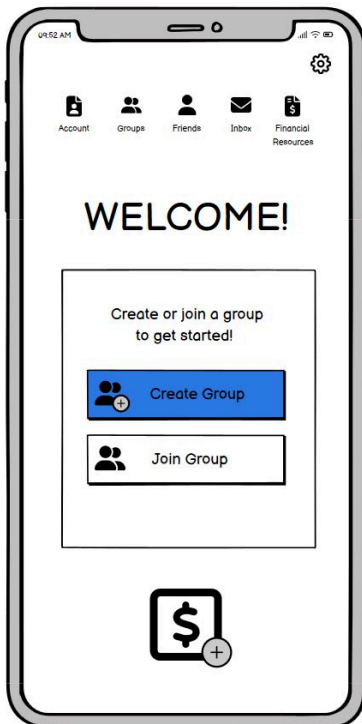 09:52 AM
Account
Groups
Friends
Inbox
Financial
Resources
WELCOME!
Create or join a group
to get started!
Create Group
Join Group
$